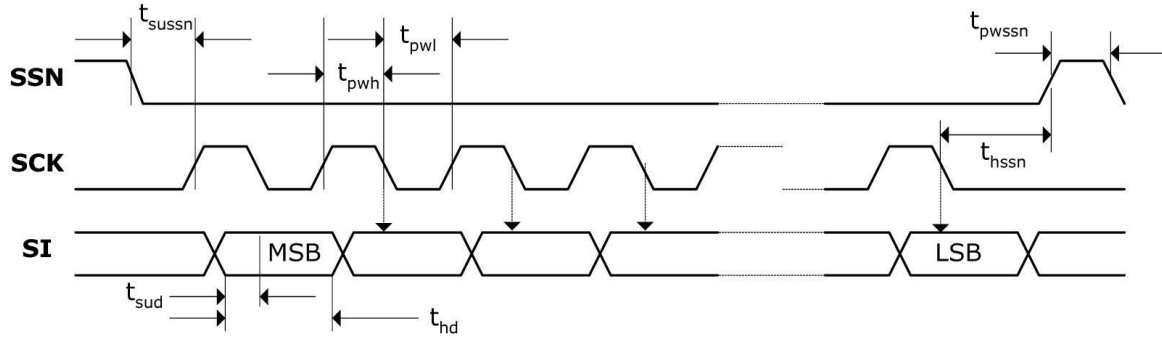 t_sussn
t_pwl
t_pwssn
SSN
t_pwh
SCK
t_hssn
SI
MSB
LSB
t_sud
t_hd